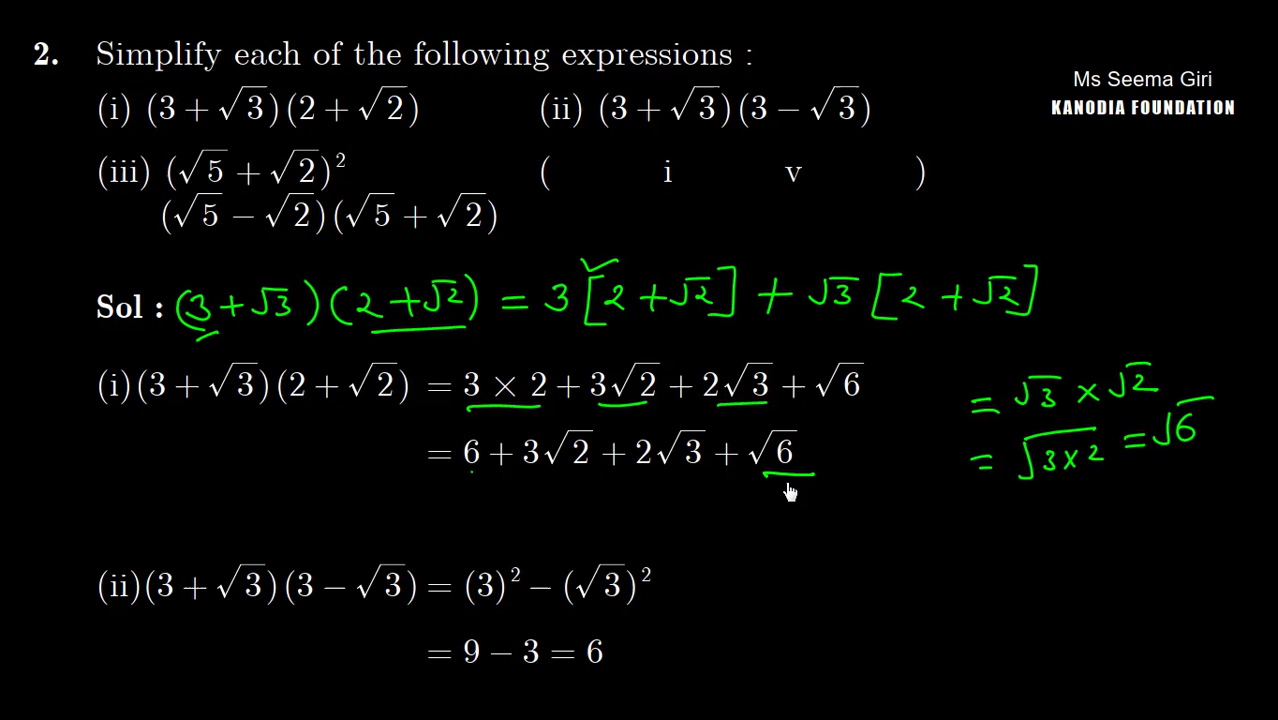 2. Simplify each of the following expressions :
Ms Seema Giri
KANODIA FOUNDATION
(i) (3 + √3)(2 + √2) (ii) (3 + √3)(3 − √3)
(iii) (√5 + √2)² ( i v )
(√5 − √2)(√5 + √2)
Sol : (3 + √3) (2 + √2) = 3 [2 + √2] + √3 [2 + √2]
(i)(3 + √3)(2 + √2) = 3 × 2 + 3√2 + 2√3 + √6
= √3 × √2
= 6 + 3√2 + 2√3 + √6
= √3×2 = √6
(ii)(3 + √3)(3 − √3) = (3)² − (√3)²
= 9 − 3 = 6